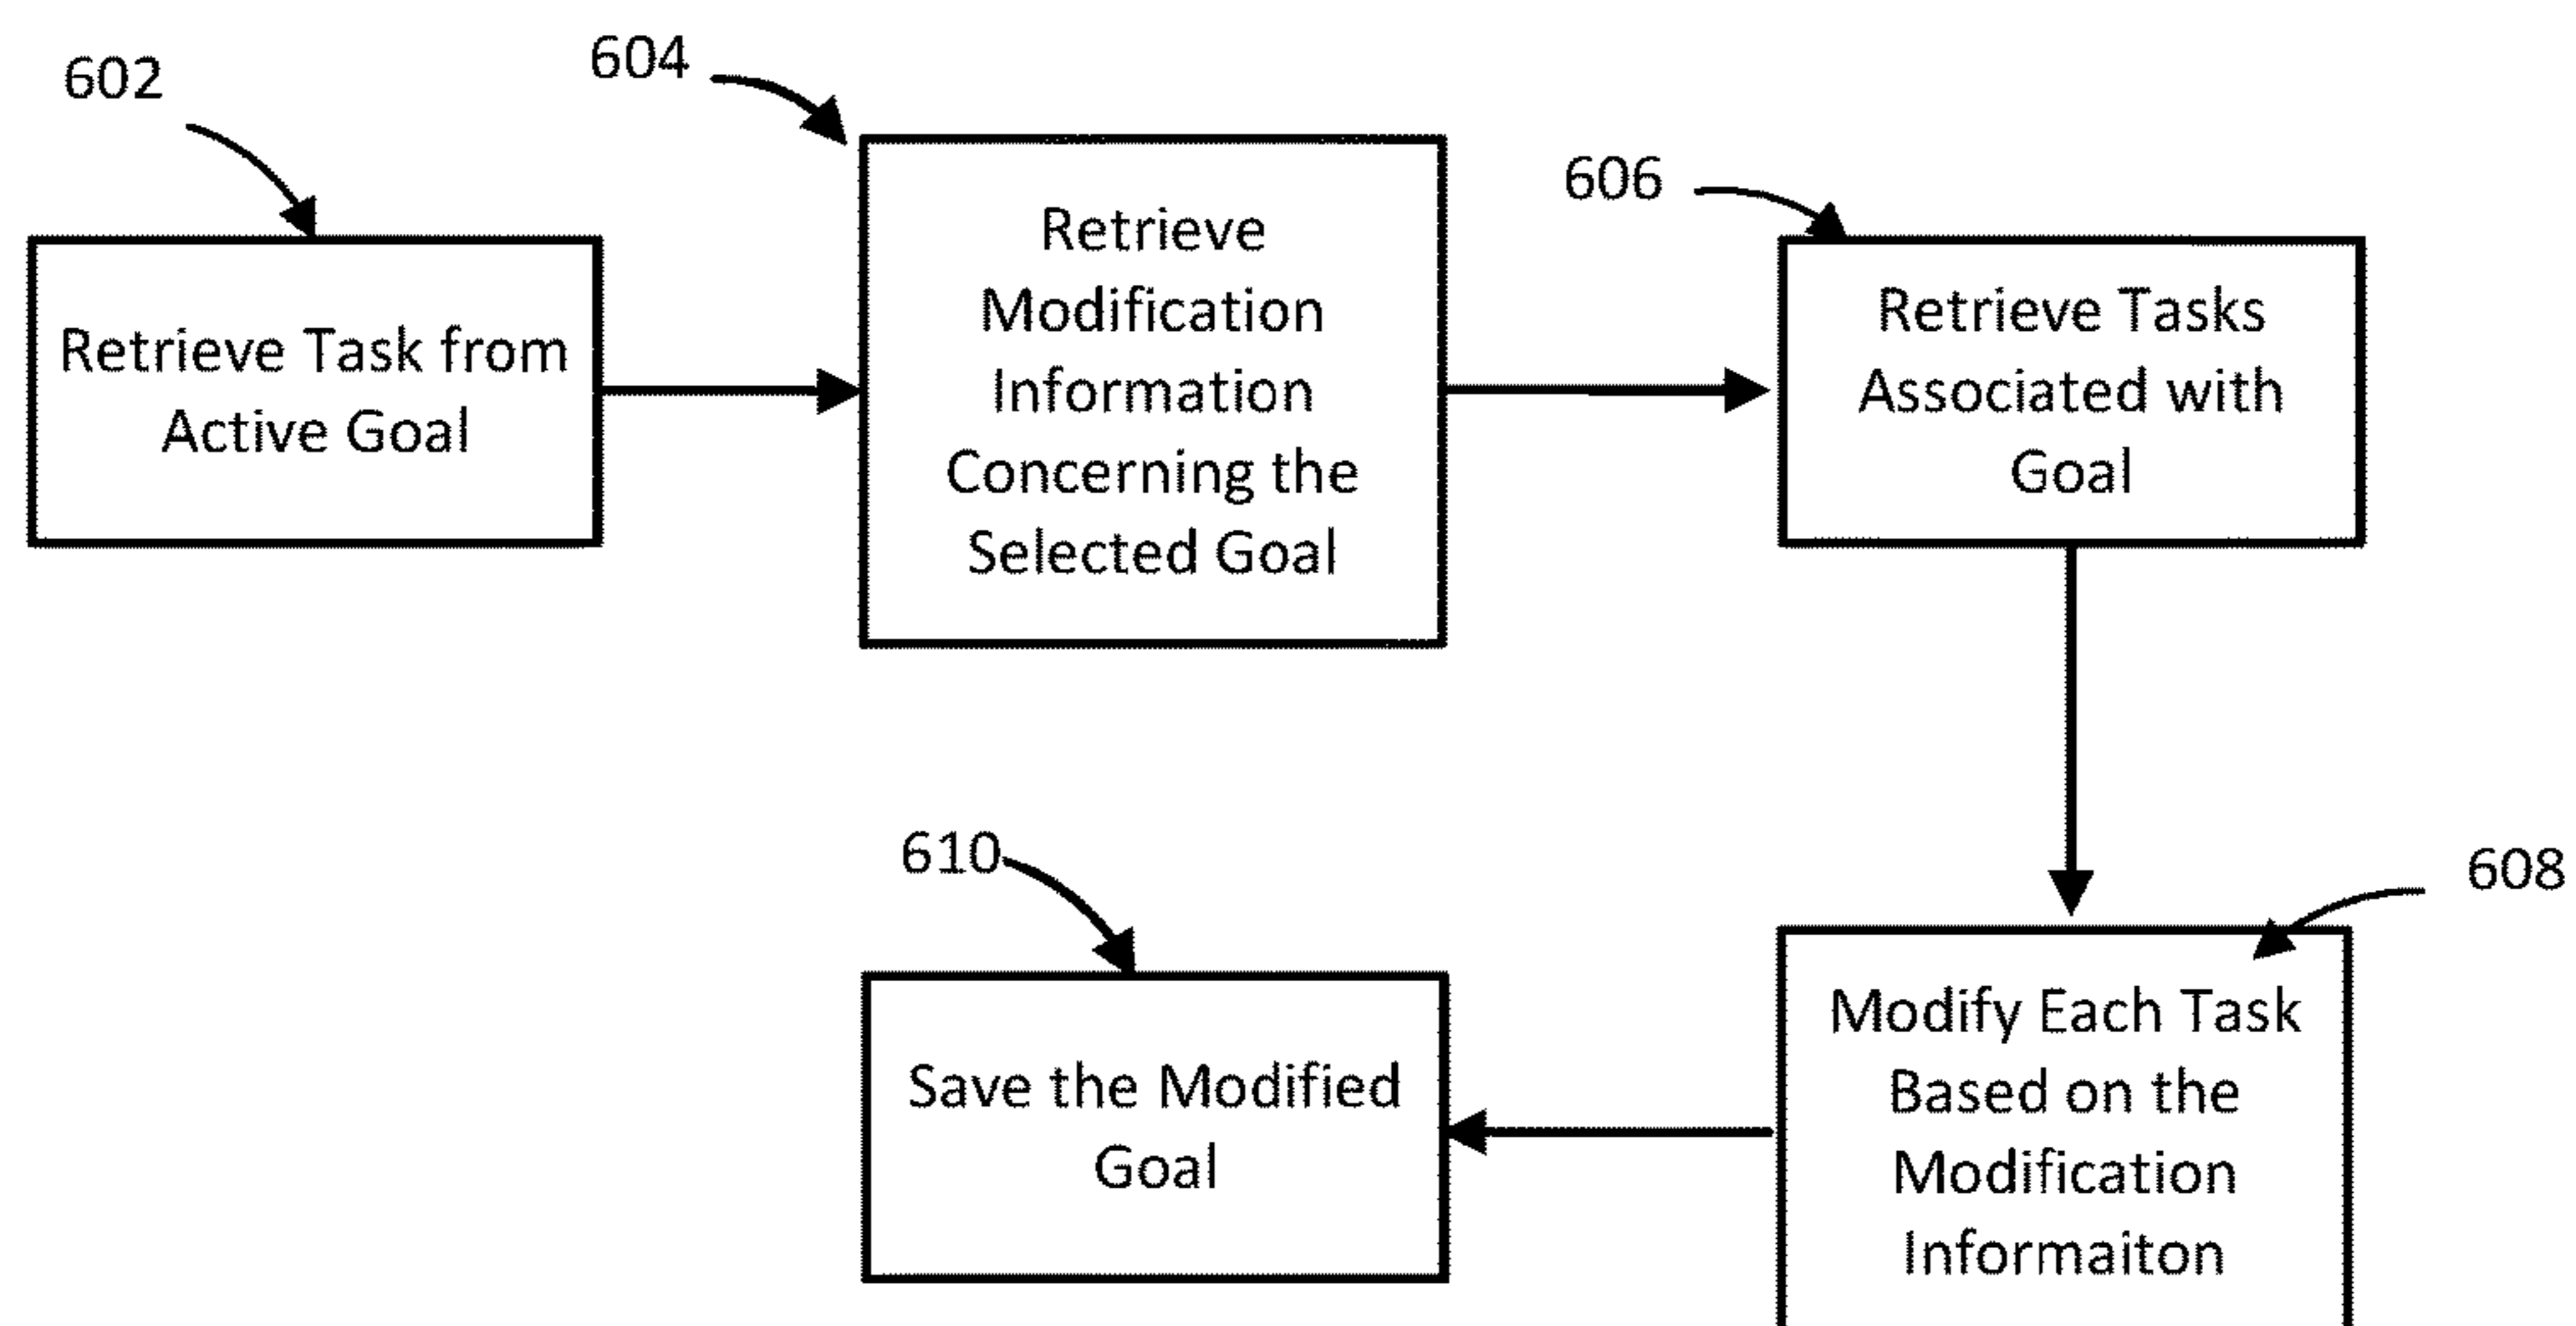 602
Retrieve Task from
Active Goal
604
Retrieve
Modification
Information
Concerning the
Selected Goal
606
Retrieve Tasks
Associated with
Goal
608
Modify Each Task
Based on the
Modification
Informaiton
610
Save the Modified
Goal